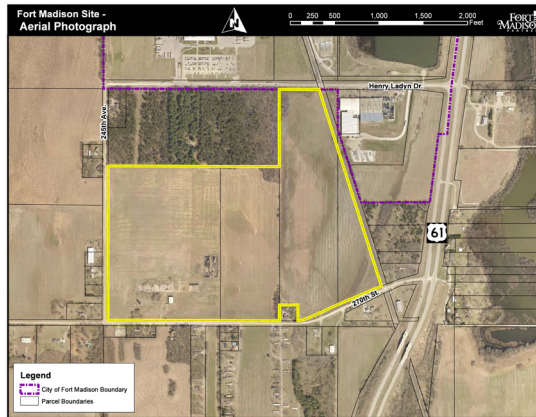 Fort Madison Site -
Aerial Photograph
N
0 250 500 1,000 1,500 2,000
Feet
FORT
MADISON
PARTNERS
Henry Ladyn Dr.
245th Ave.
61
270th St.
Legend
City of Fort Madison Boundary
Parcel Boundaries